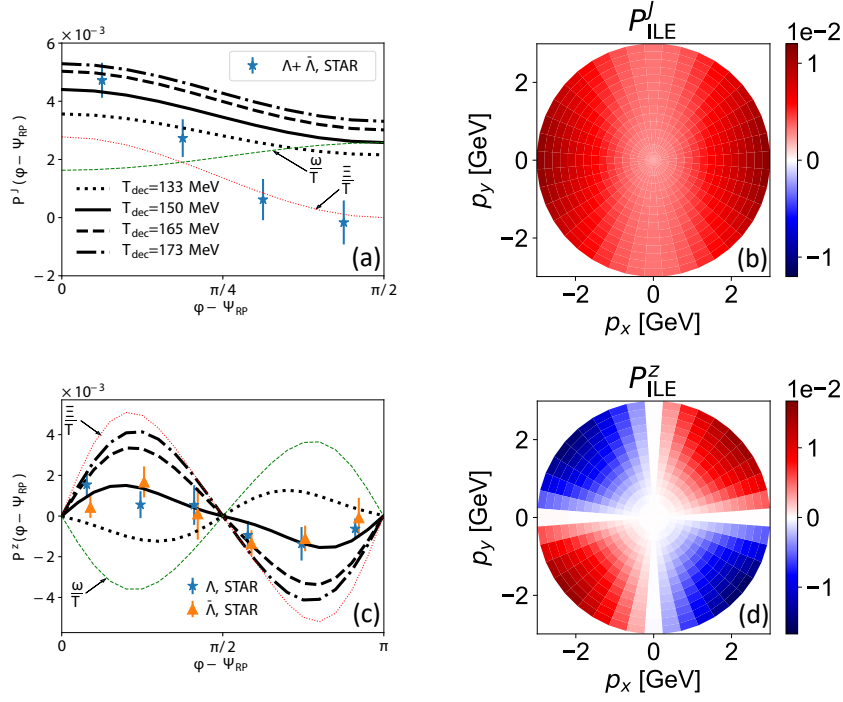 (a)
×10⁻³
6
4
2
0
−2
P ᴶ (φ − Ψ_RP)
Λ+ Λ̄, STAR
ω/T
Ξ/T
T_dec=133 MeV
T_dec=150 MeV
T_dec=165 MeV
T_dec=173 MeV
0
π/4
π/2
φ − Ψ_RP
P^J_ILE
1e-2
1
0
-1
p_y [GeV]
2
0
−2
(b)
−2
0
2
p_x [GeV]
×10⁻³
4
2
0
−2
−4
P ᶻ (φ − Ψ_RP)
Ξ/T
ω/T
Λ, STAR
Λ̄, STAR
(c)
0
π/2
π
φ − Ψ_RP
P^z_ILE
1e-2
1
0
-1
p_y [GeV]
2
0
−2
(d)
−2
0
2
p_x [GeV]